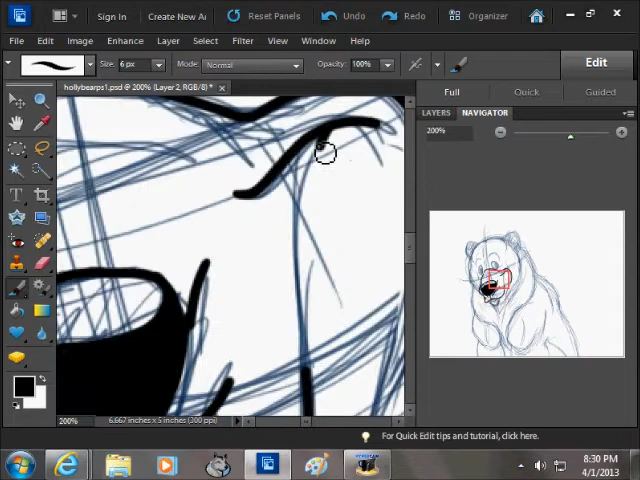 Sign In
Create New Ar
Reset Panels
Undo
Redo
Organizer
File Edit Image Enhance Layer Select Filter View Window Help
Size: 6 px
Mode: Normal
Opacity: 100%
Edit
hollybearps1.psd @ 200% (Layer 2, RGB/8) *
Full Quick Guided
LAYERS NAVIGATOR
200%
200% 6.667 inches x 5 inches (300 ppi)
For Quick Edit tips and tutorial, click here.
8:30 PM
4/1/2013